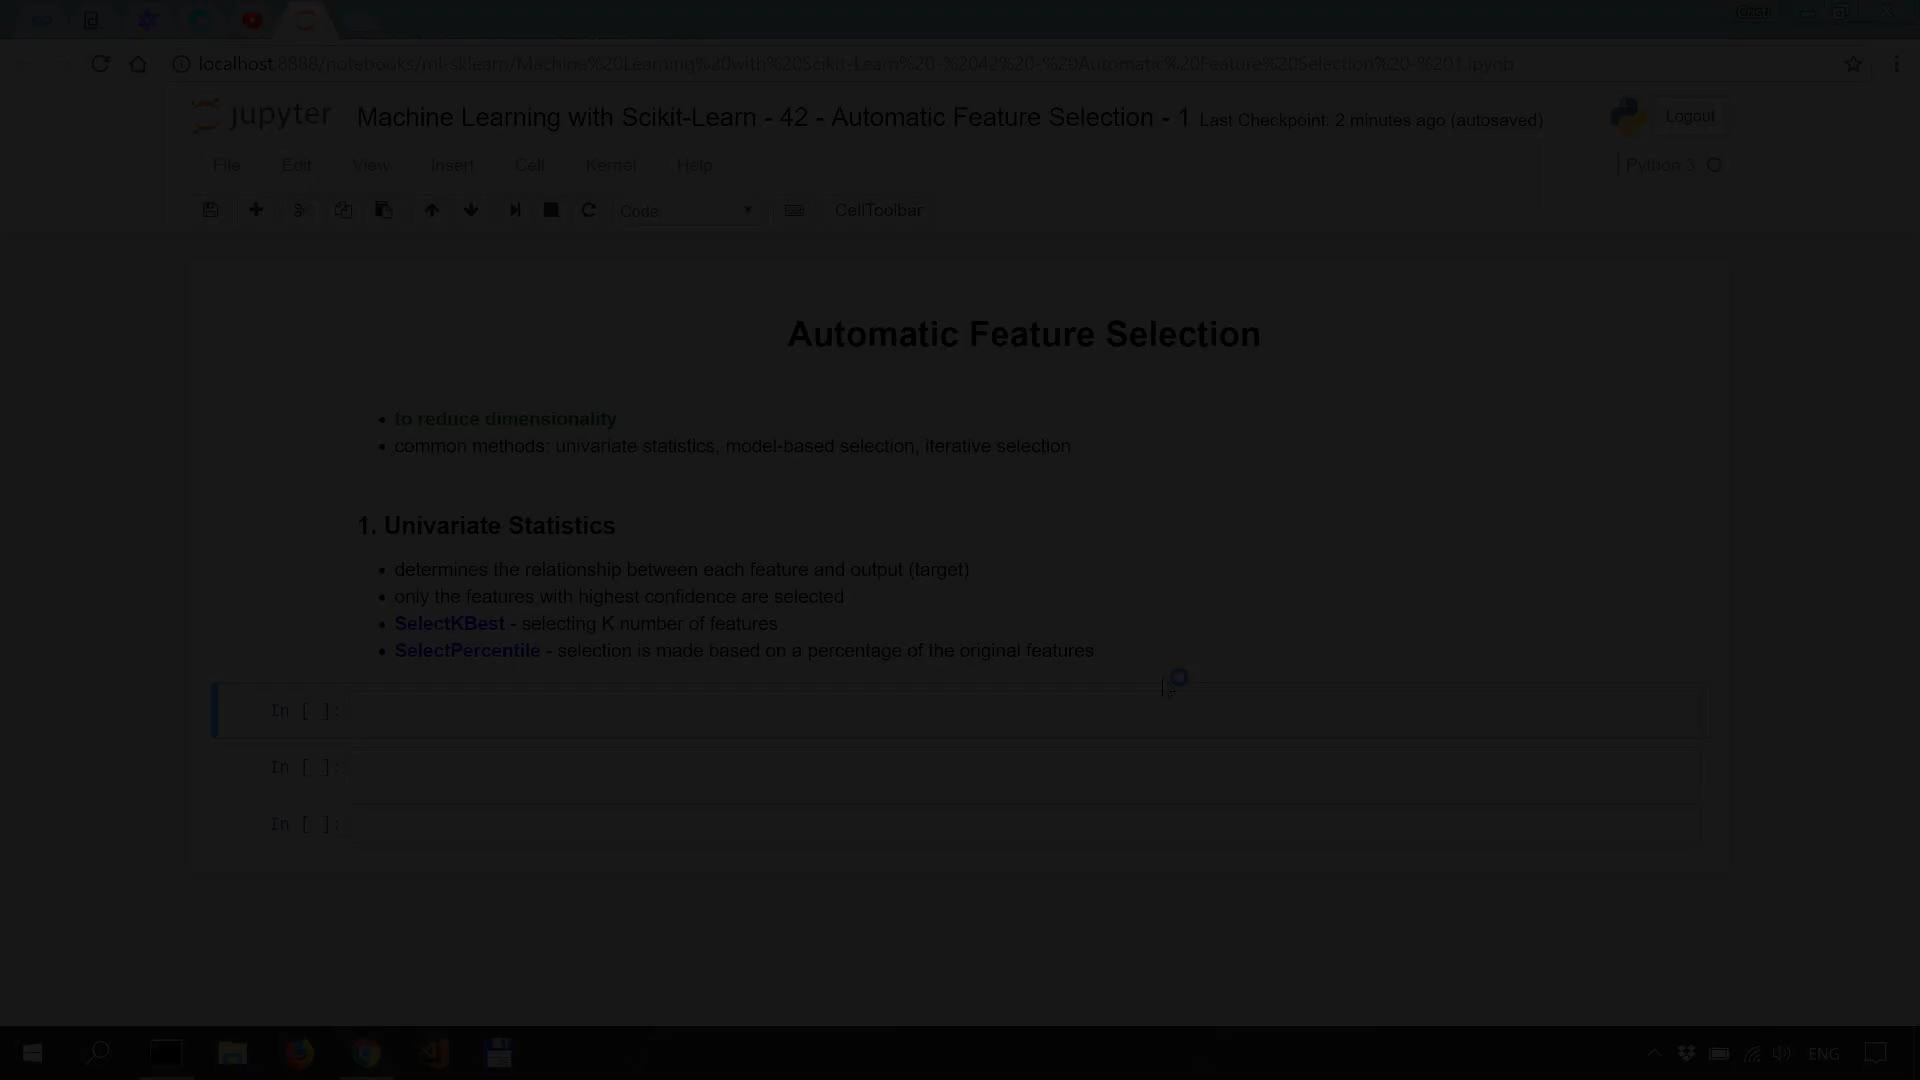 localhost:8888/notebooks/ml-sklearn/Machine%20Learning%20with%20Scikit-Learn%20-%2042%20-%20Automatic%20Feature%20Selection%20-%201.ipynb
jupyter Machine Learning with Scikit-Learn - 42 - Automatic Feature Selection - 1 Last Checkpoint: 2 minutes ago (autosaved) Logout
File Edit View Insert Cell Kernel Help Python 3
Code CellToolbar
Automatic Feature Selection
• to reduce dimensionality
• common methods: univariate statistics, model-based selection, iterative selection
1. Univariate Statistics
• determines the relationship between each feature and output (target)
• only the features with highest confidence are selected
• SelectKBest - selecting K number of features
• SelectPercentile - selection is made based on a percentage of the original features
In [ ]:
In [ ]:
In [ ]:
ENG